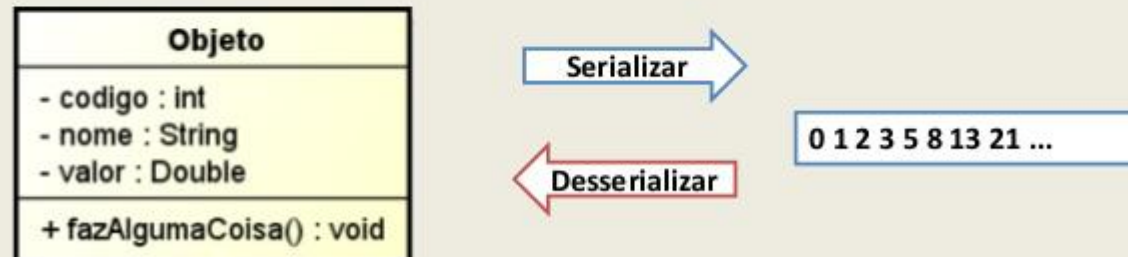 Objeto
- codigo : int
- nome : String
- valor : Double
+ fazAlgumaCoisa() : void
Serializar
Desserializar
0 1 2 3 5 8 13 21 ...